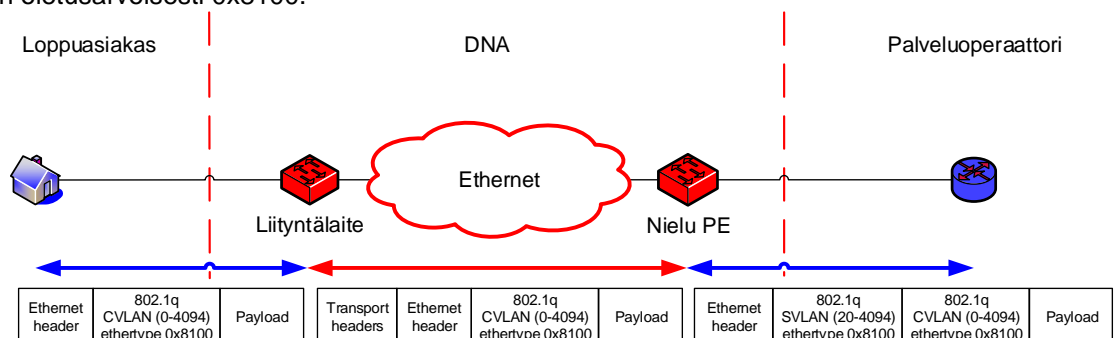 oletusarvoisesti 0x8100.
Loppuasiakas DNA Palveluoperaattori
Ethernet
Liityntälaite Nielu PE
Ethernet header
802.1q CVLAN (0-4094) ethertype 0x8100
Payload
Transport headers
Ethernet header
802.1q CVLAN (0-4094) ethertype 0x8100
Payload
Ethernet header
802.1q SVLAN (20-4094) ethertype 0x8100
802.1q CVLAN (0-4094) ethertype 0x8100
Payload